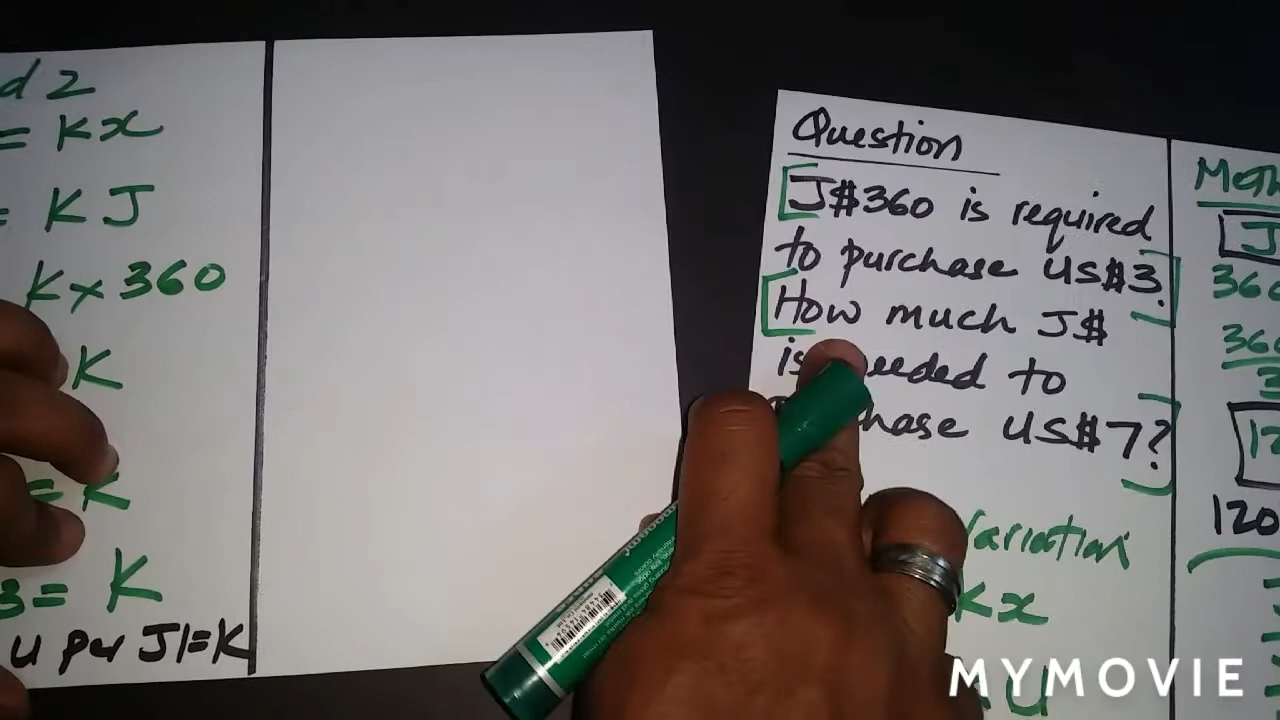 d 2
= Kx
= KJ
K x 360
K
= K
3 = K
u per J1 = K
Question
J$360 is required
to purchase US$3.
How much J$
is needed to
US$7?
Variation
Kx
U
J
360
360
3
12
120
MYMOVIE